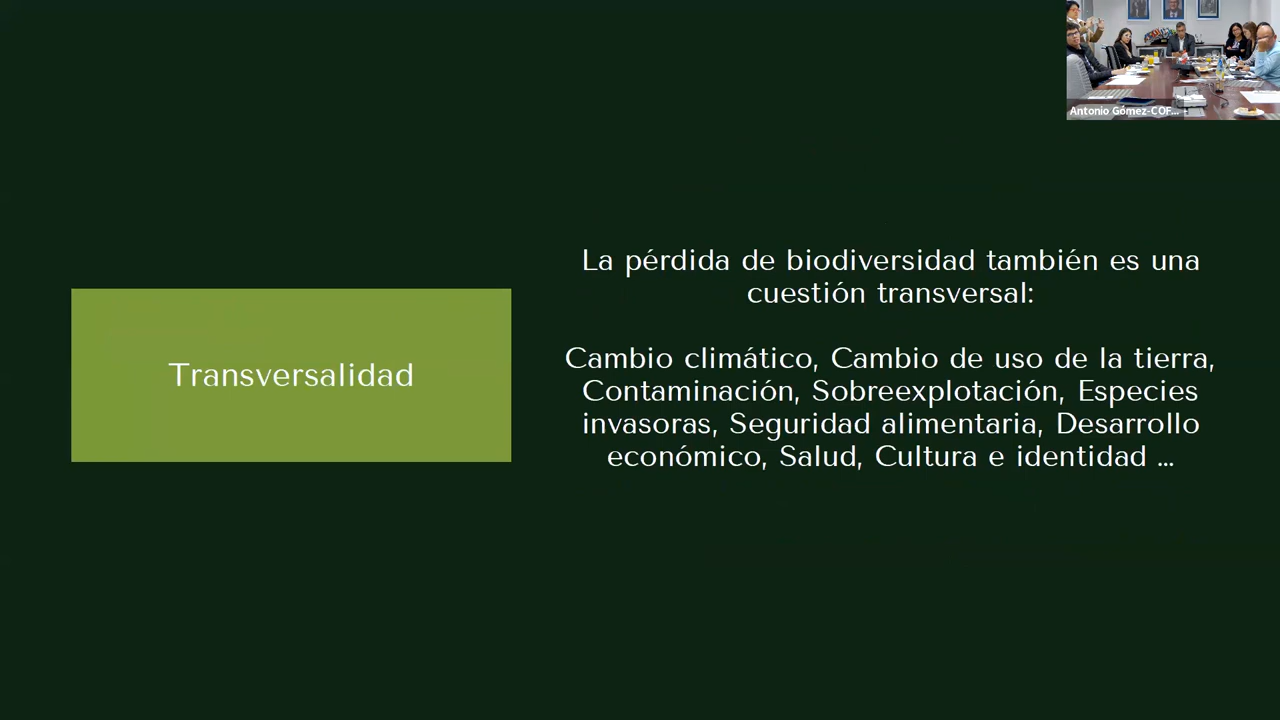 Antonio Gómez-COF...
La pérdida de biodiversidad también es una
cuestión transversal:
Transversalidad
Cambio climático, Cambio de uso de la tierra,
Contaminación, Sobreexplotación, Especies
invasoras, Seguridad alimentaria, Desarrollo
económico, Salud, Cultura e identidad ...